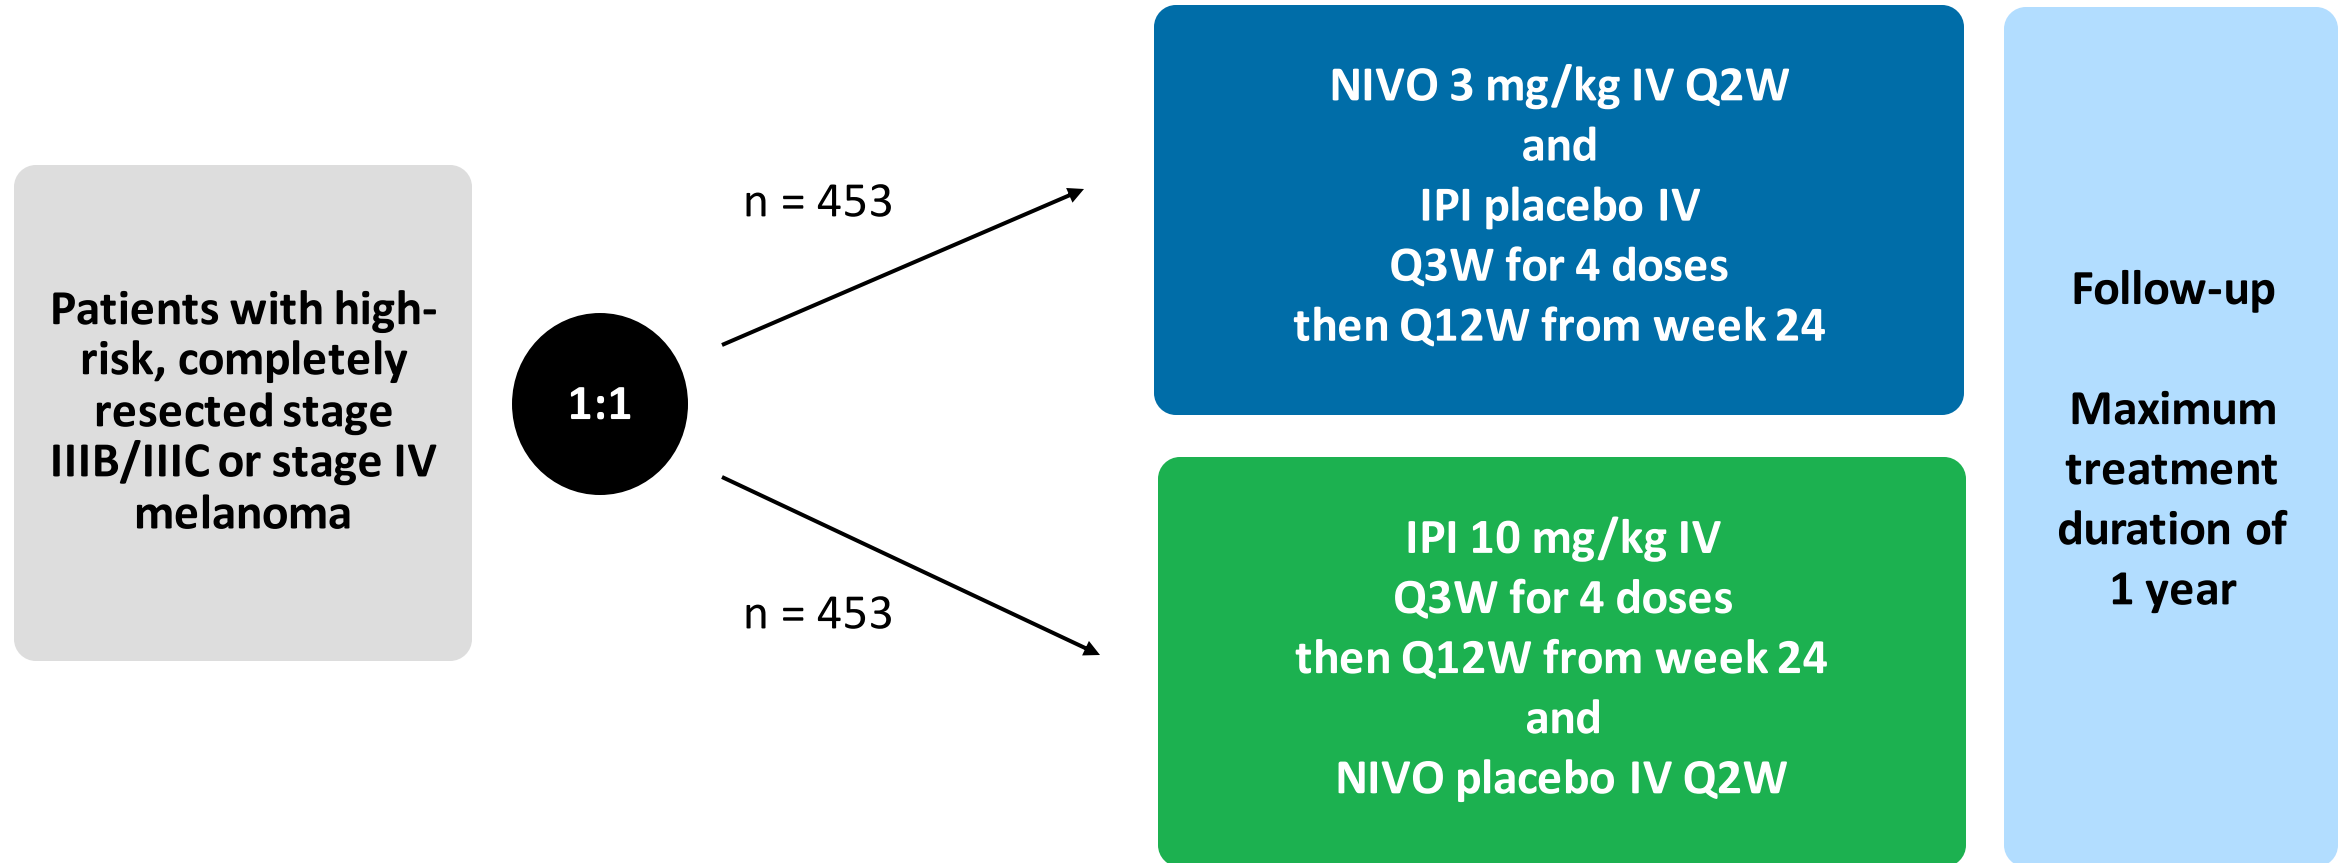 Patients with high-
risk, completely
resected stage
IIIB/IIIC or stage IV
melanoma
1:1
n = 453
n = 453
NIVO 3 mg/kg IV Q2W
and
IPI placebo IV
Q3W for 4 doses
then Q12W from week 24
IPI 10 mg/kg IV
Q3W for 4 doses
then Q12W from week 24
and
NIVO placebo IV Q2W
Follow-up
Maximum
treatment
duration of
1 year